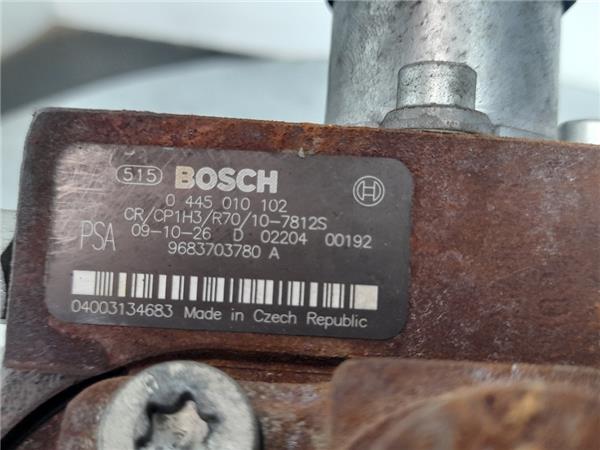 515 BOSCH
0 445 010 102
CR/CP1H3/R70/10-7812S
PSA 09-10-26 D 02204 00192
9683703780 A
04003134683 Made in Czech Republic